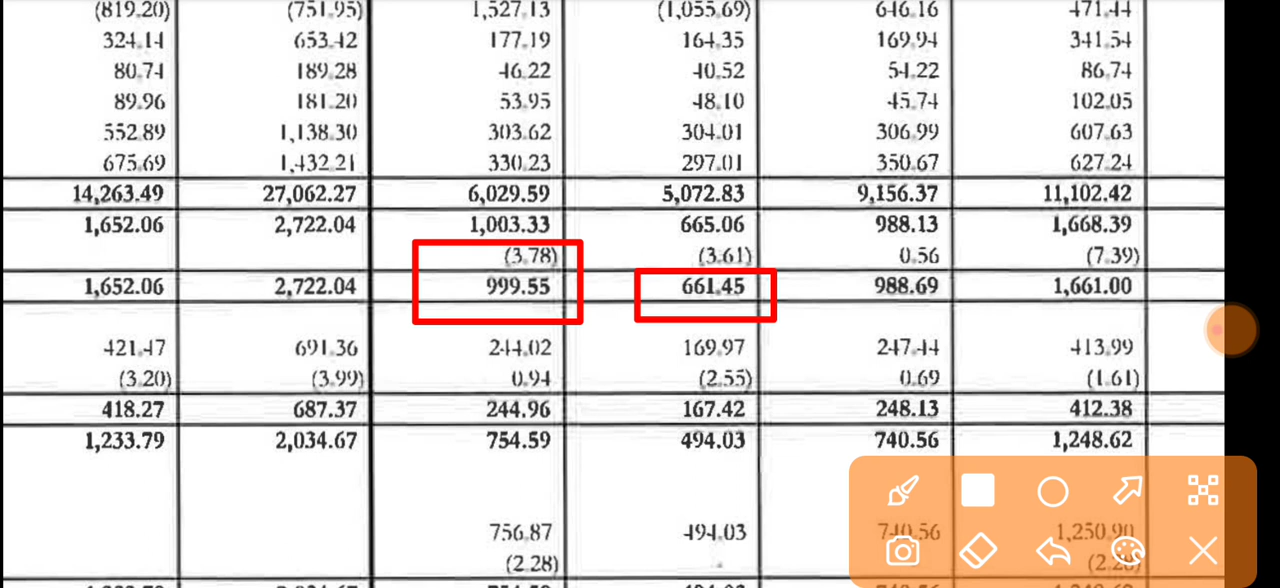 (819.20) (751.95) 1,527.13 (1,055.69) 646.16 471.44
324.14 653.42 177.19 164.35 169.94 341.54
80.74 189.28 46.22 40.52 54.22 86.74
89.96 181.20 53.95 48.10 45.74 102.05
552.89 1,138.30 303.62 304.01 306.99 607.63
675.69 1,432.21 330.23 297.01 350.67 627.24
14,263.49 27,062.27 6,029.59 5,072.83 9,156.37 11,102.42
1,652.06 2,722.04 1,003.33 665.06 988.13 1,668.39
(3.78) (3.61) 0.56 (7.39)
1,652.06 2,722.04 999.55 661.45 988.69 1,661.00
421.47 691.36 244.02 169.97 247.44 413.99
(3.20) (3.99) 0.94 (2.55) 0.69 (1.61)
418.27 687.37 244.96 167.42 248.13 412.38
1,233.79 2,034.67 754.59 494.03 740.56 1,248.62
756.87 494.03 740.56 1,250.90
(2.28) -